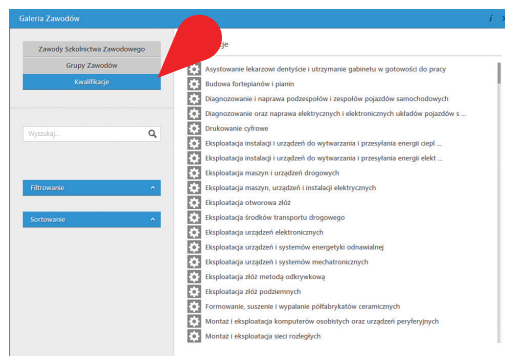 Galeria Zawodów
i
Zawody Szkolnictwa Zawodowego
Grupy Zawodów
Kwalifikacje
Wyszukaj...
Filtrowanie
Sortowanie
Asystowanie lekarzowi dentyście i utrzymanie gabinetu w gotowości do pracy
Budowa fortepianów i pianin
Diagnozowanie i naprawa podzespołów i zespołów pojazdów samochodowych
Diagnozowanie oraz naprawa elektrycznych i elektronicznych układów pojazdów s ...
Drukowanie cyfrowe
Eksploatacja instalacji i urządzeń do wytwarzania i przesyłania energii ciepl ...
Eksploatacja instalacji i urządzeń do wytwarzania i przesyłania energii elekt ...
Eksploatacja maszyn i urządzeń drogowych
Eksploatacja maszyn, urządzeń i instalacji elektrycznych
Eksploatacja otworowa złóż
Eksploatacja środków transportu drogowego
Eksploatacja urządzeń elektronicznych
Eksploatacja urządzeń i systemów energetyki odnawialnej
Eksploatacja urządzeń i systemów mechatronicznych
Eksploatacja złóż metodą odkrywkową
Eksploatacja złóż podziemnych
Formowanie, suszenie i wypalanie półfabrykatów ceramicznych
Montaż i eksploatacja komputerów osobistych oraz urządzeń peryferyjnych
Montaż i eksploatacja sieci rozległych